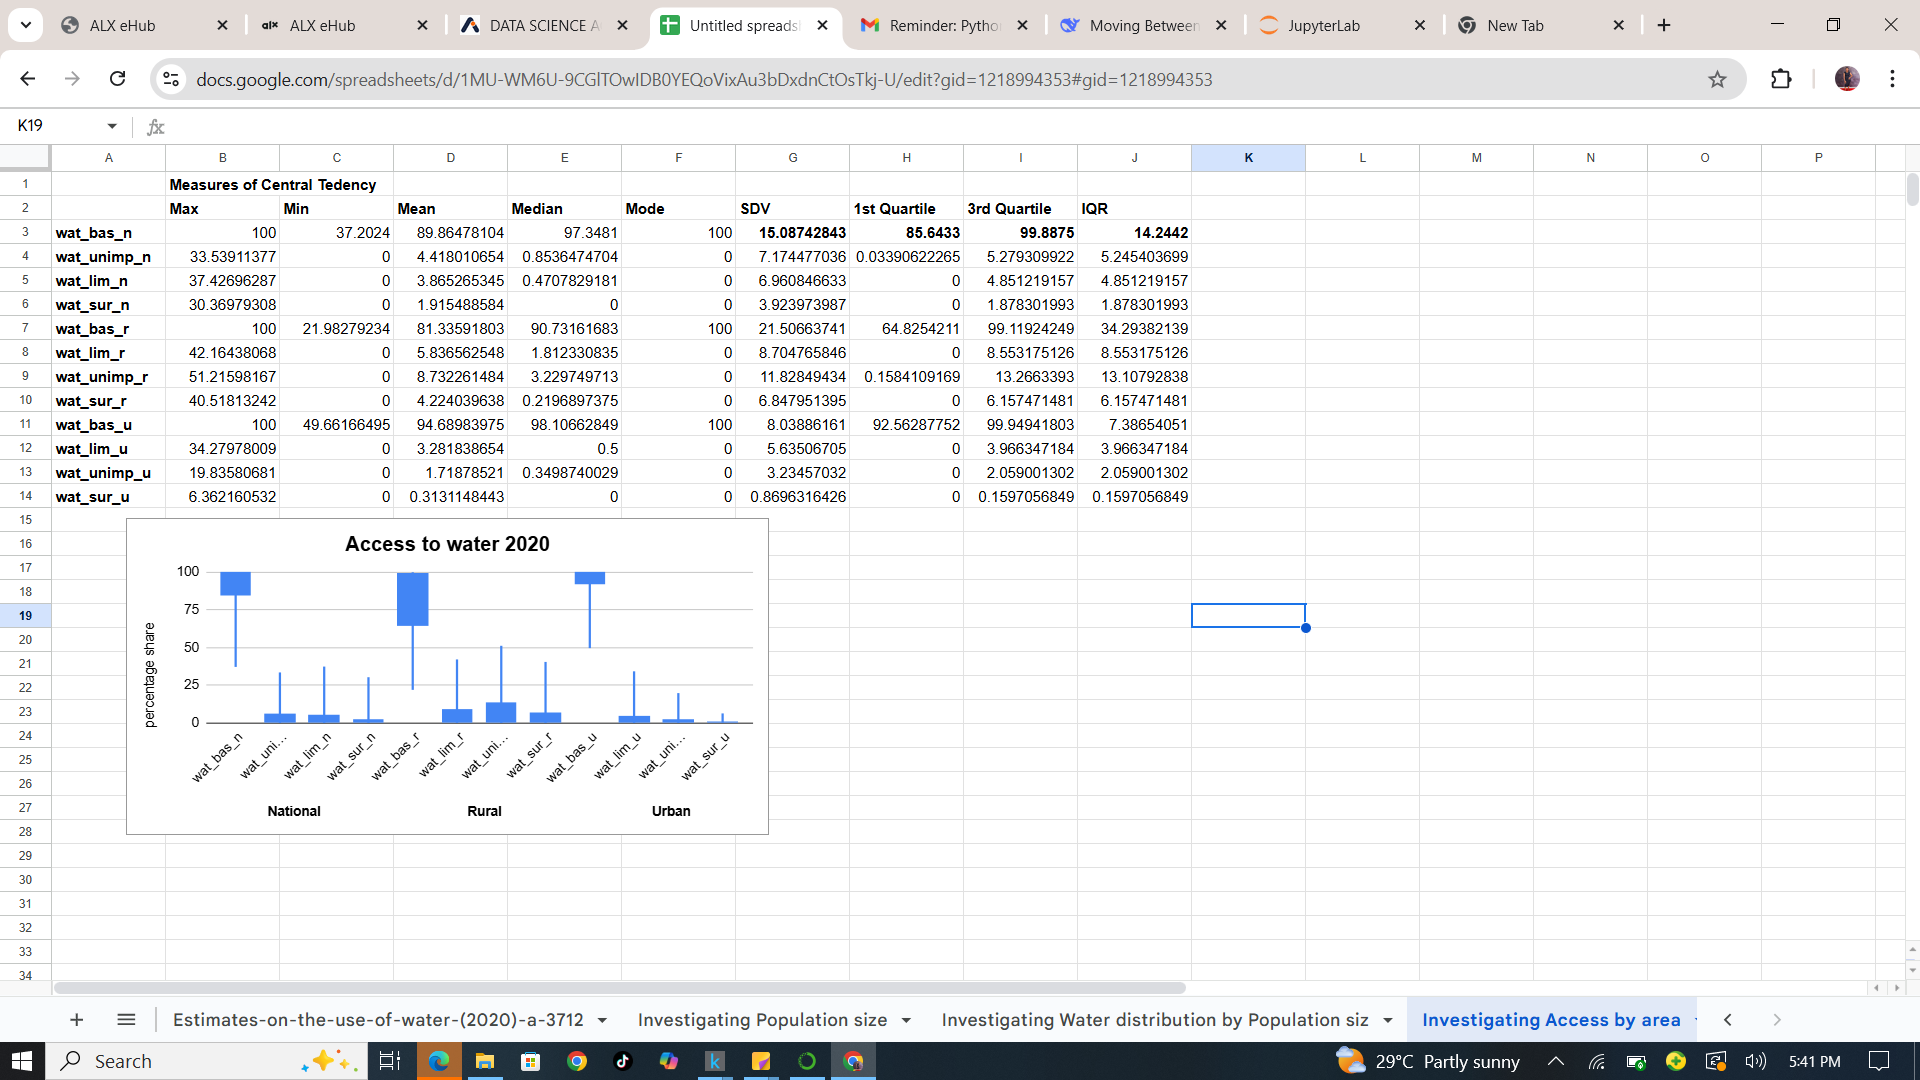 ALX eHub
alx ALX eHub
DATA SCIENCE A
Untitled spreads
Reminder: Pytho
Moving Between
JupyterLab
New Tab
docs.google.com/spreadsheets/d/1MU-WM6U-9CGlTOwIDB0YEQoVixAu3bDxdnCtOsTkj-U/edit?gid=1218994353#gid=1218994353
K19 fx
A B C D E F G H I J K L M N O P
1 Measures of Central Tedency
2 Max Min Mean Median Mode SDV 1st Quartile 3rd Quartile IQR
3 wat_bas_n 100 37.2024 89.86478104 97.3481 100 15.08742843 85.6433 99.8875 14.2442
4 wat_unimp_n 33.53911377 0 4.418010654 0.8536474704 0 7.174477036 0.03390622265 5.279309922 5.245403699
5 wat_lim_n 37.42696287 0 3.865265345 0.4707829181 0 6.960846633 0 4.851219157 4.851219157
6 wat_sur_n 30.36979308 0 1.915488584 0 0 3.923973987 0 1.878301993 1.878301993
7 wat_bas_r 100 21.98279234 81.33591803 90.73161683 100 21.50663741 64.8254211 99.11924249 34.29382139
8 wat_lim_r 42.16438068 0 5.836562548 1.812330835 0 8.704765846 0 8.553175126 8.553175126
9 wat_unimp_r 51.21598167 0 8.732261484 3.229749713 0 11.82849434 0.1584109169 13.2663393 13.10792838
10 wat_sur_r 40.51813242 0 4.224039638 0.2196897375 0 6.847951395 0 6.157471481 6.157471481
11 wat_bas_u 100 49.66166495 94.68983975 98.10662849 100 8.03886161 92.56287752 99.94941803 7.38654051
12 wat_lim_u 34.27978009 0 3.281838654 0.5 0 5.63506705 0 3.966347184 3.966347184
13 wat_unimp_u 19.83580681 0 1.71878521 0.3498740029 0 3.23457032 0 2.059001302 2.059001302
14 wat_sur_u 6.362160532 0 0.3131148443 0 0 0.8696316426 0 0.1597056849 0.1597056849
15
16
17
18
19
20
21
22
23
24
25
26
27
28
29
30
31
32
33
34
Access to water 2020
percentage share
100
75
50
25
0
wat_bas_n wat_uni... wat_lim_n wat_sur_n wat_bas_r wat_lim_r wat_uni... wat_sur_r wat_bas_u wat_lim_u wat_uni... wat_sur_u
National Rural Urban
Estimates-on-the-use-of-water-(2020)-a-3712 Investigating Population size Investigating Water distribution by Population siz Investigating Access by area
Search
29°C Partly sunny
5:41 PM